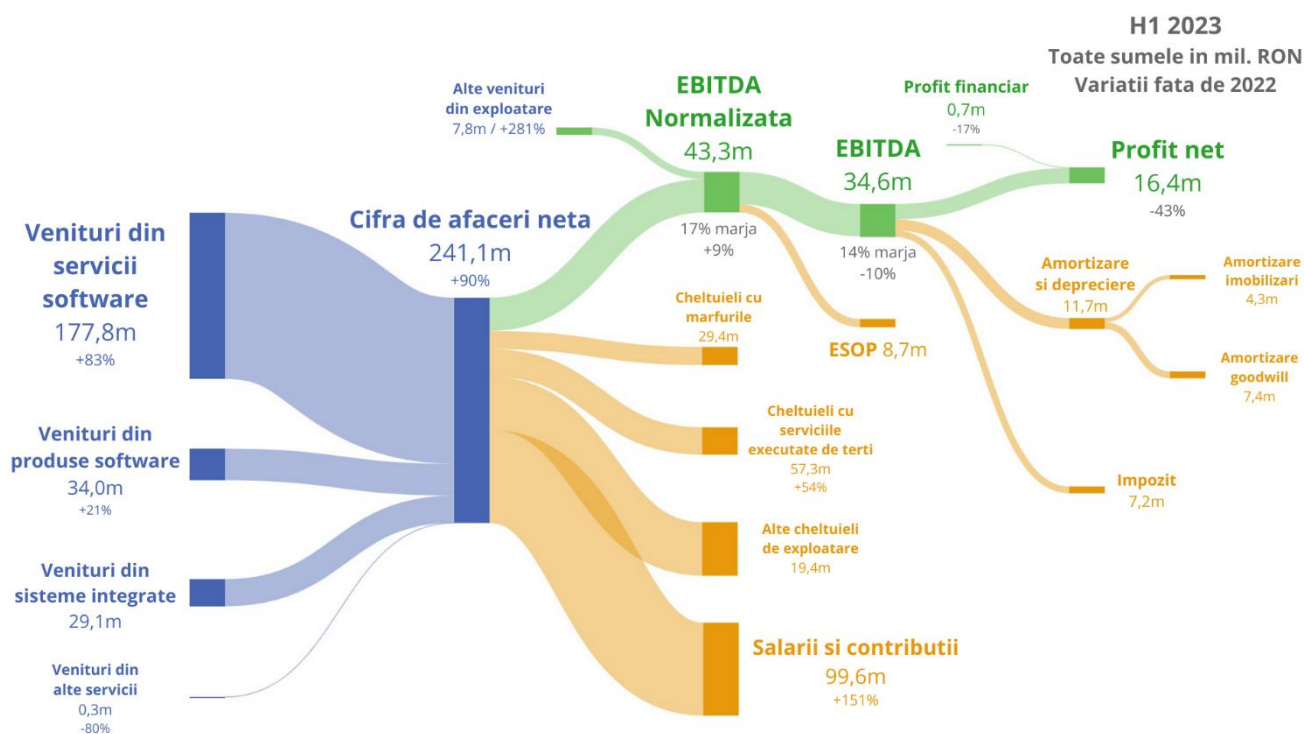 H1 2023
Toate sumele in mil. RON
Variatii fata de 2022
Venituri din
servicii
software
177,8m
+83%
Venituri din
produse software
34,0m
+21%
Venituri din
sisteme integrate
29,1m
Venituri din
alte servicii
0,3m
-80%
Cifra de afaceri neta
241,1m
+90%
Alte venituri
din exploatare
7,8m / +281%
EBITDA
Normalizata
43,3m
17% marja
+9%
Cheltuieli cu
marfurile
29,4m
Cheltuieli cu
serviciile
executate de terti
57,3m
+54%
Alte cheltuieli
de exploatare
19,4m
Salarii si contributii
99,6m
+151%
EBITDA
34,6m
14% marja
-10%
ESOP 8,7m
Profit financiar
0,7m
-17%
Profit net
16,4m
-43%
Amortizare
si depreciere
11,7m
Amortizare
imobilizari
4,3m
Amortizare
goodwill
7,4m
Impozit
7,2m